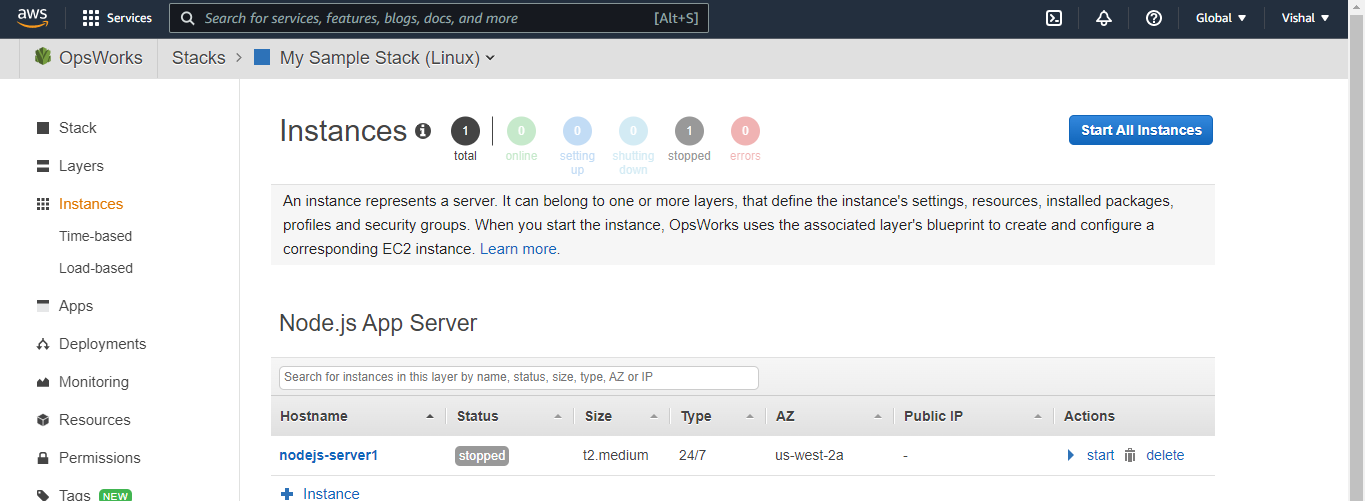 aws Services Search for services, features, blogs, docs, and more [Alt+S] Global ▼ Vishal ▼
OpsWorks Stacks > My Sample Stack (Linux)
Stack
Layers
Instances
Time-based
Load-based
Apps
Deployments
Monitoring
Resources
Permissions
Tags NEW
Instances 1 0 0 0 1 0 Start All Instances
total online setting up shutting down stopped errors
An instance represents a server. It can belong to one or more layers, that define the instance's settings, resources, installed packages,
profiles and security groups. When you start the instance, OpsWorks uses the associated layer's blueprint to create and configure a
corresponding EC2 instance. Learn more.
Node.js App Server
Search for instances in this layer by name, status, size, type, AZ or IP
Hostname Status Size Type AZ Public IP Actions
nodejs-server1 stopped t2.medium 24/7 us-west-2a - start delete
+ Instance